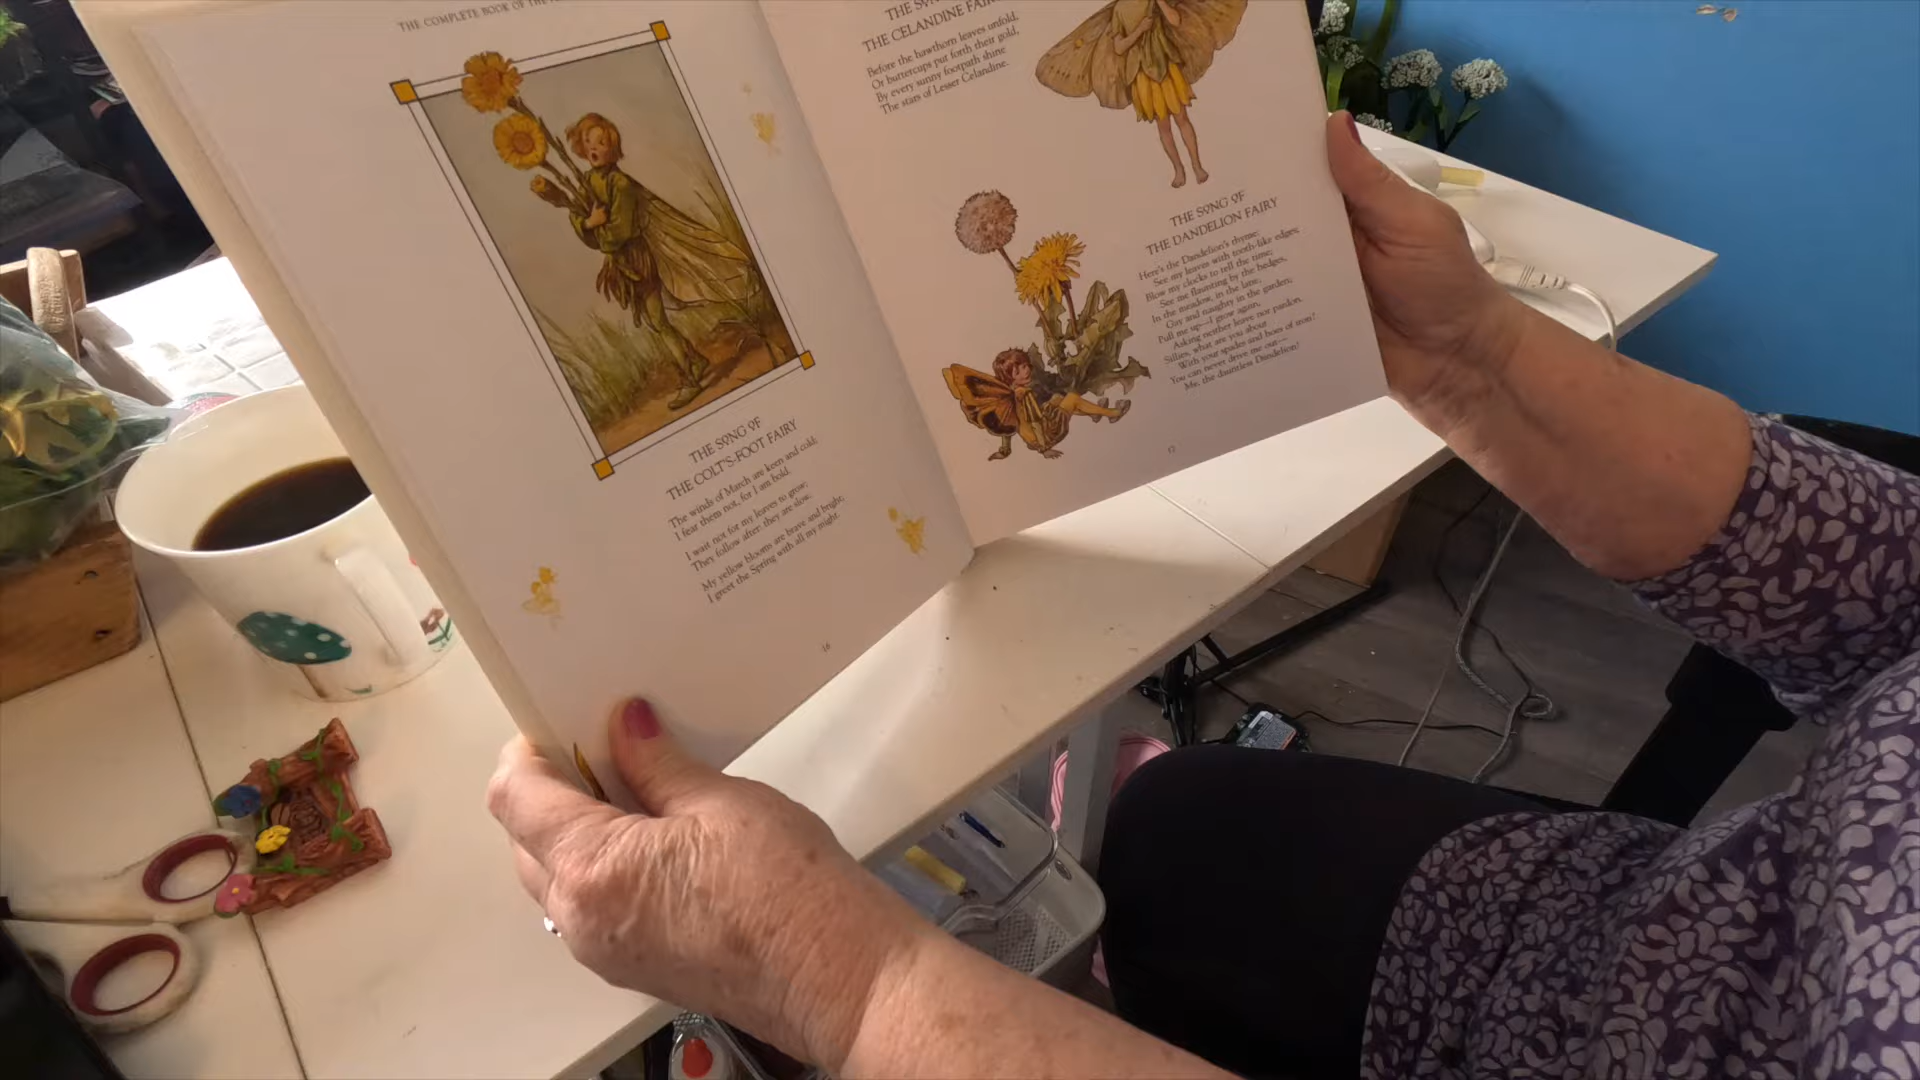 THE COMPLETE BOOK OF THE
THE SONG OF
THE COLT'S-FOOT FAIRY
The winds of March are keen and cold;
I fear them not, for I am bold.
I wait not for my leaves to grow;
They follow after: they are slow.
My yellow blooms are brave and bright;
I greet the Spring with all my might.
16
THE
THE CELANDINE FAIRY
Before the hawthorn leaves unfold,
Or buttercups put forth their gold,
By every sunny footpath shine
The stars of Lesser Celandine.
THE SONG OF
THE DANDELION FAIRY
Here's the Dandelion's rhyme:
See my leaves with tooth-like edges;
Blow my clocks to tell the time;
See me flaunting by the hedges,
In the meadow, in the lane,
Gay and naughty in the garden;
Pull me up—I grow again,
Asking neither leave nor pardon.
Sillies, what are you about
With your spades and hoes of iron?
You can never drive me out—
Me, the dauntless Dandelion!
17